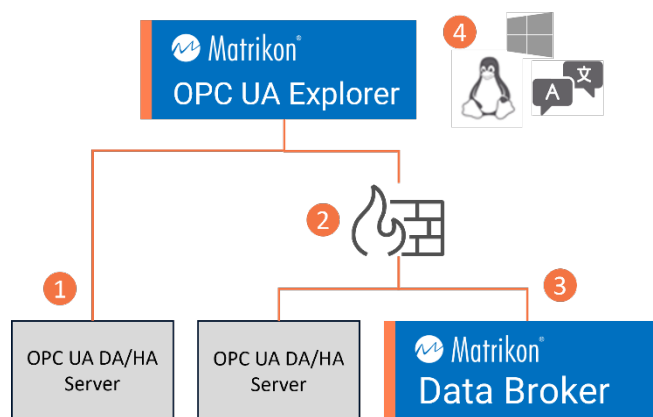 Matrikon®
OPC UA Explorer
4
A 文
2
1
3
OPC UA DA/HA
Server
OPC UA DA/HA
Server
Matrikon®
Data Broker